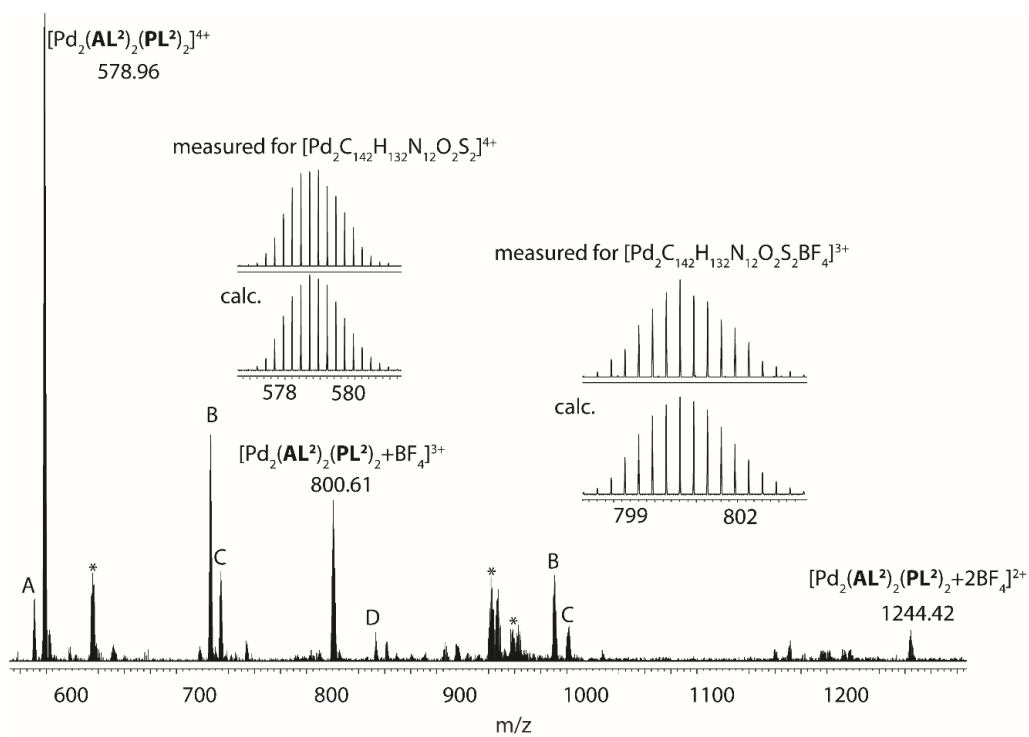 [Pd₂(AL²)₂(PL²)₂]⁴⁺
578.96
measured for [Pd₂C₁₄₂H₁₃₂N₁₂O₂S₂]⁴⁺
measured for [Pd₂C₁₄₂H₁₃₂N₁₂O₂S₂BF₄]³⁺
calc.
578 580
B
[Pd₂(AL²)₂(PL²)₂+BF₄]³⁺
800.61
calc.
799 802
A
*
C
D
*
*
B
C
[Pd₂(AL²)₂(PL²)₂+2BF₄]²⁺
1244.42
600 700 800 900 1000 1100 1200
m/z